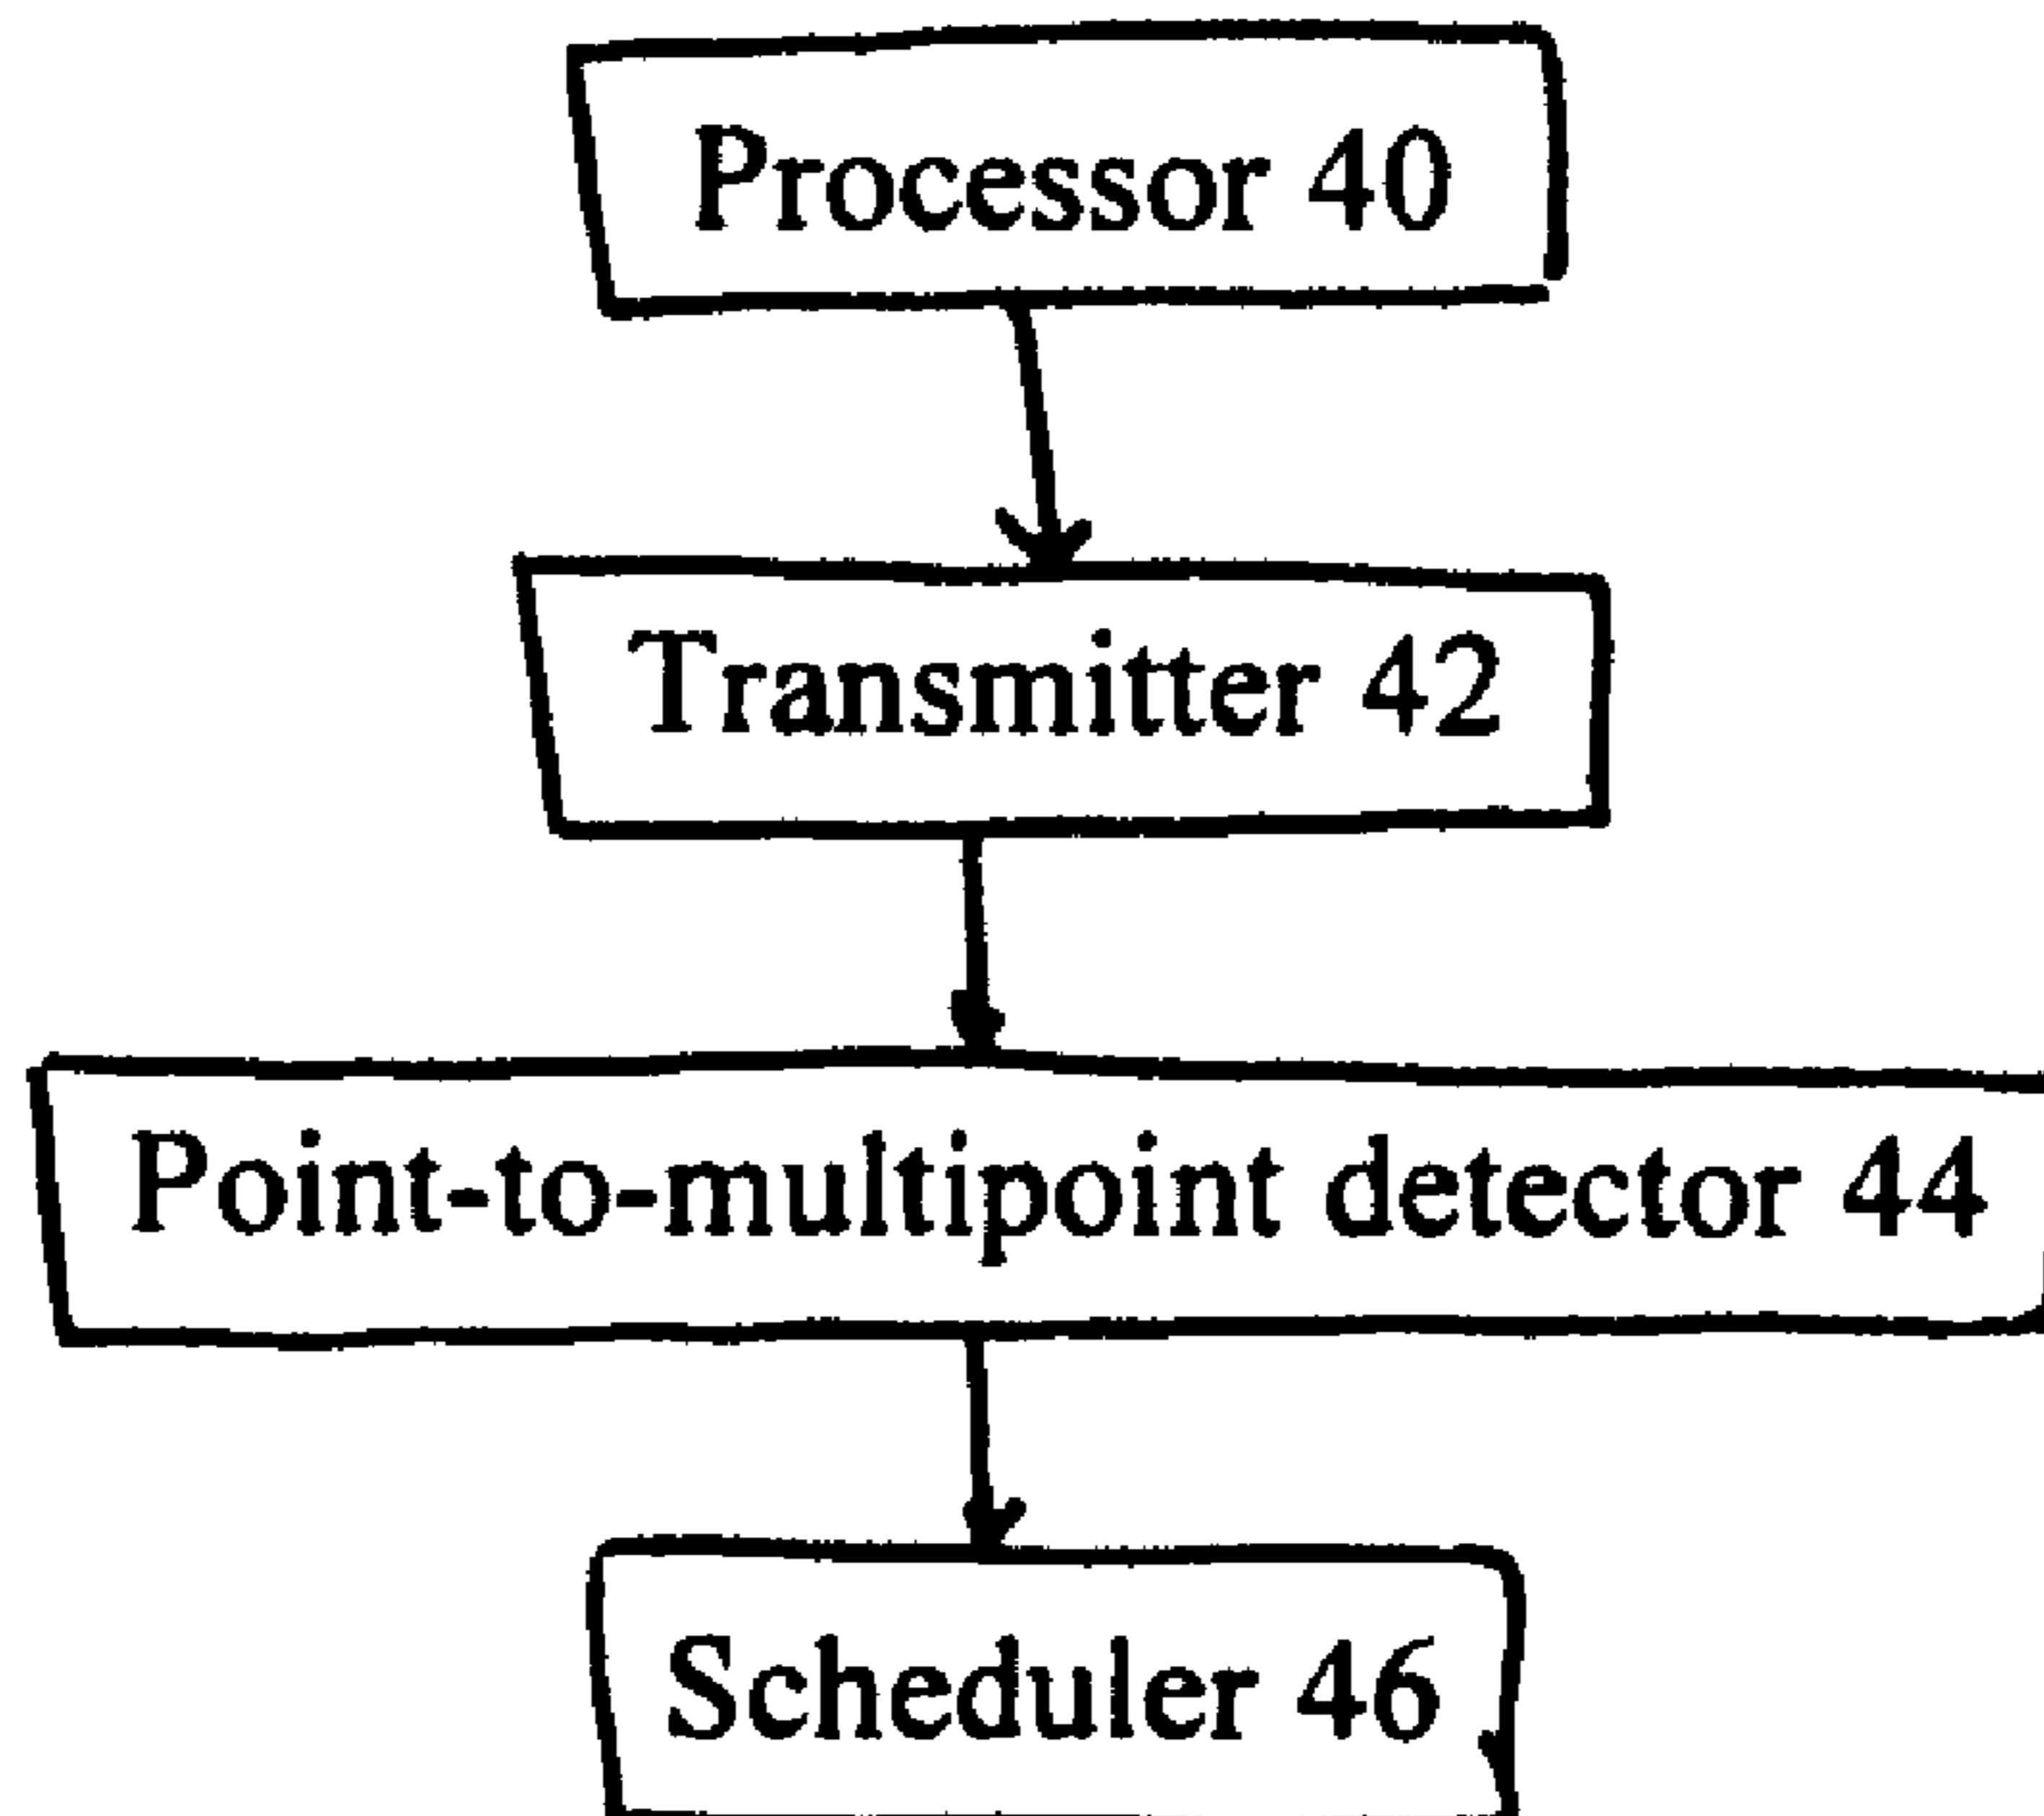 Processor 40
Transmitter 42
Point-to-multipoint detector 44
Scheduler 46